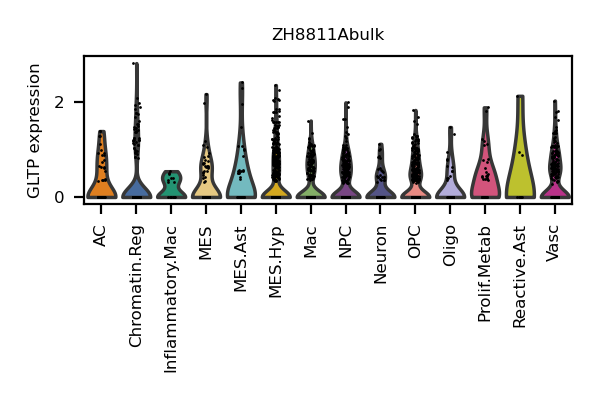 ZH8811Abulk
GLTP expression
2
0
AC
Chromatin.Reg
Inflammatory.Mac
MES
MES.Ast
MES.Hyp
Mac
NPC
Neuron
OPC
Oligo
Prolif.Metab
Reactive.Ast
Vasc